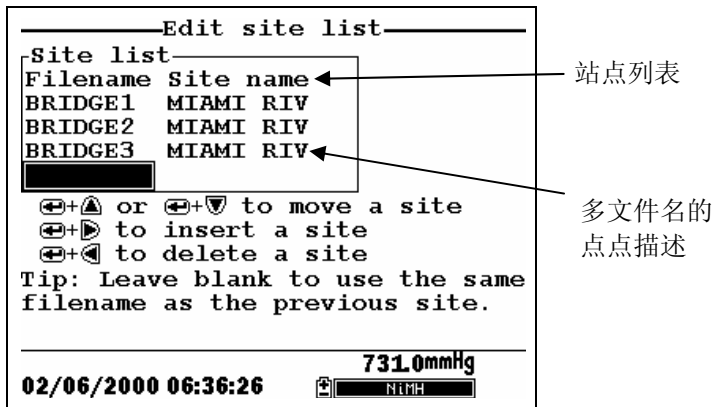 Edit site list
Site list
Filename Site name
BRIDGE1 MIAMI RIV
BRIDGE2 MIAMI RIV
BRIDGE3 MIAMI RIV
+ or + to move a site
+ to insert a site
+ to delete a site
Tip: Leave blank to use the same
filename as the previous site.
731.0mmHg
02/06/2000 06:36:26
NiMH
站点列表
多文件名的
点点描述